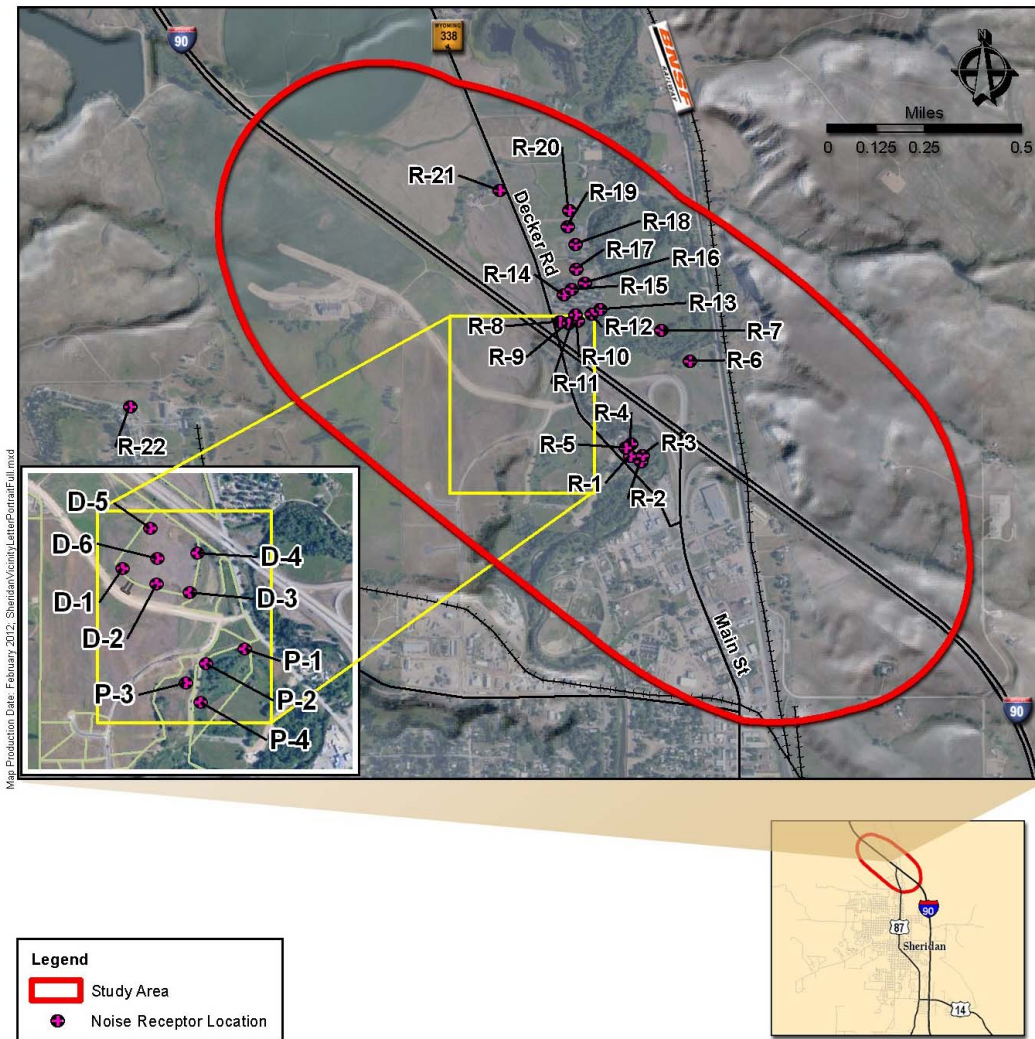 90
WYOMING
338
BNSF
RAILWAY
N
Miles
0 0.125 0.25 0.5
R-20
R-21
R-19
Decker Rd
R-18
R-17
R-16
R-14
R-15
R-13
R-8
R-12
R-7
R-9
R-10
R-6
R-11
R-4
R-22
R-5
R-3
R-1
R-2
D-5
D-6
D-4
D-1
D-3
D-2
Main St
P-1
P-3
P-2
P-4
90
Map Production Date: February 2012; SheridanVicinityLetterPortraitFull.mxd
90
87
Sheridan
14
Legend
Study Area
Noise Receptor Location